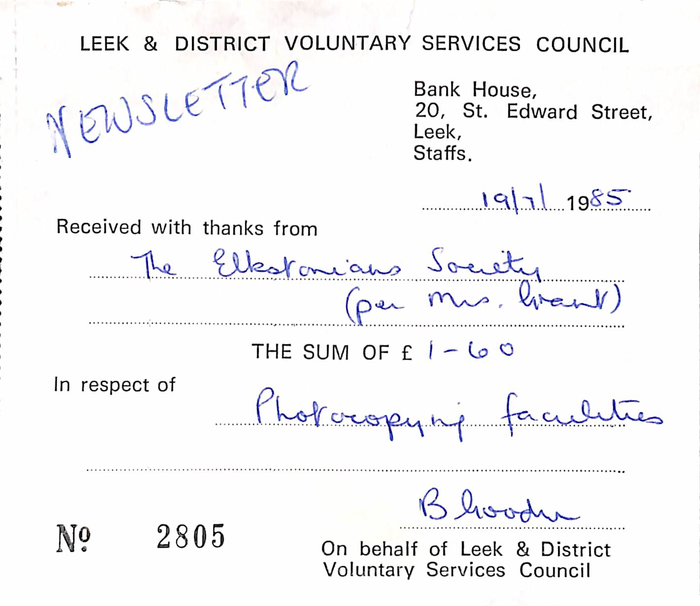 LEEK & DISTRICT VOLUNTARY SERVICES COUNCIL
NEWSLETTER
Bank House,
20, St. Edward Street,
Leek,
Staffs.
19/7/ 1985
Received with thanks from
The Elkstonians Society
(per Mrs. Grant)
THE SUM OF £ 1-60
In respect of
Photocopying facilities
B
Nº 2805
On behalf of Leek & District
Voluntary Services Council